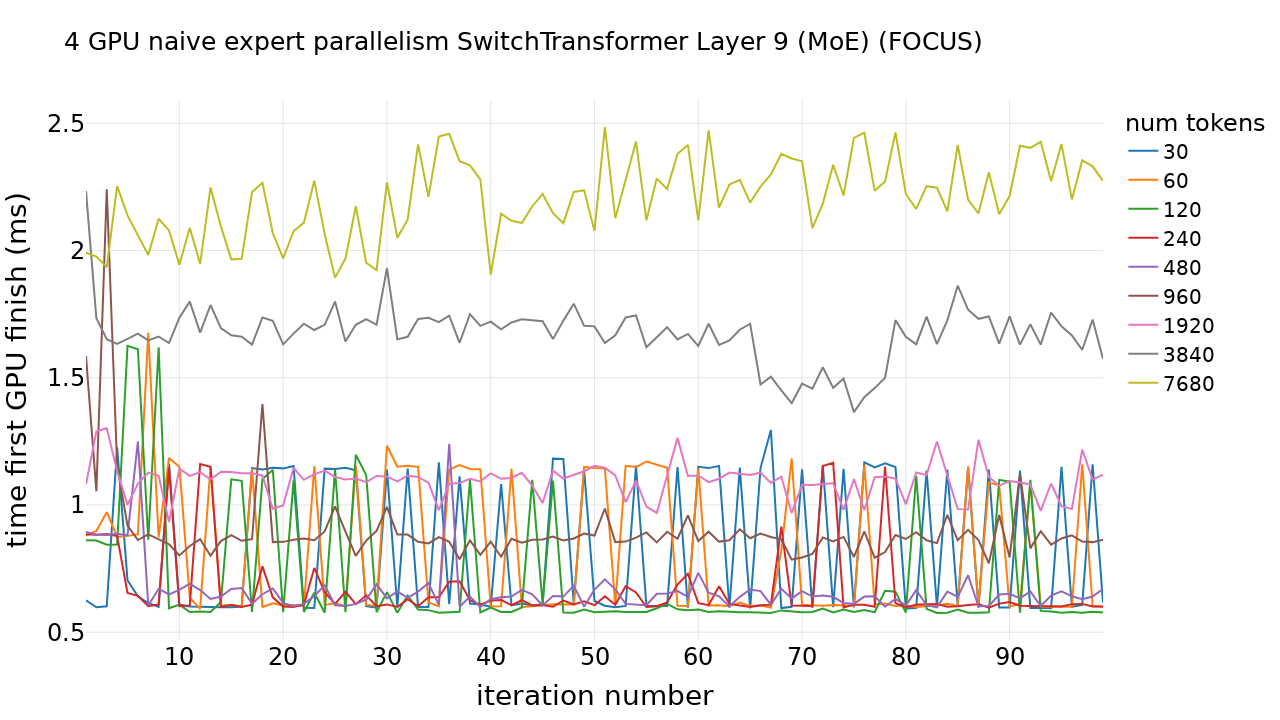 4 GPU naive expert parallelism SwitchTransformer Layer 9 (MoE) (FOCUS)
time first GPU finish (ms)
2.5
2
1.5
1
0.5
10 20 30 40 50 60 70 80 90
iteration number
num tokens
30
60
120
240
480
960
1920
3840
7680